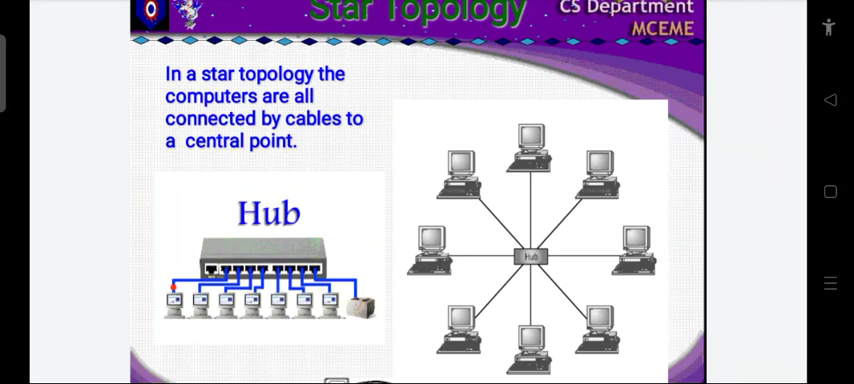 Star Topology
CS Department
MCEME
In a star topology the
computers are all
connected by cables to
a central point.
Hub
Hub